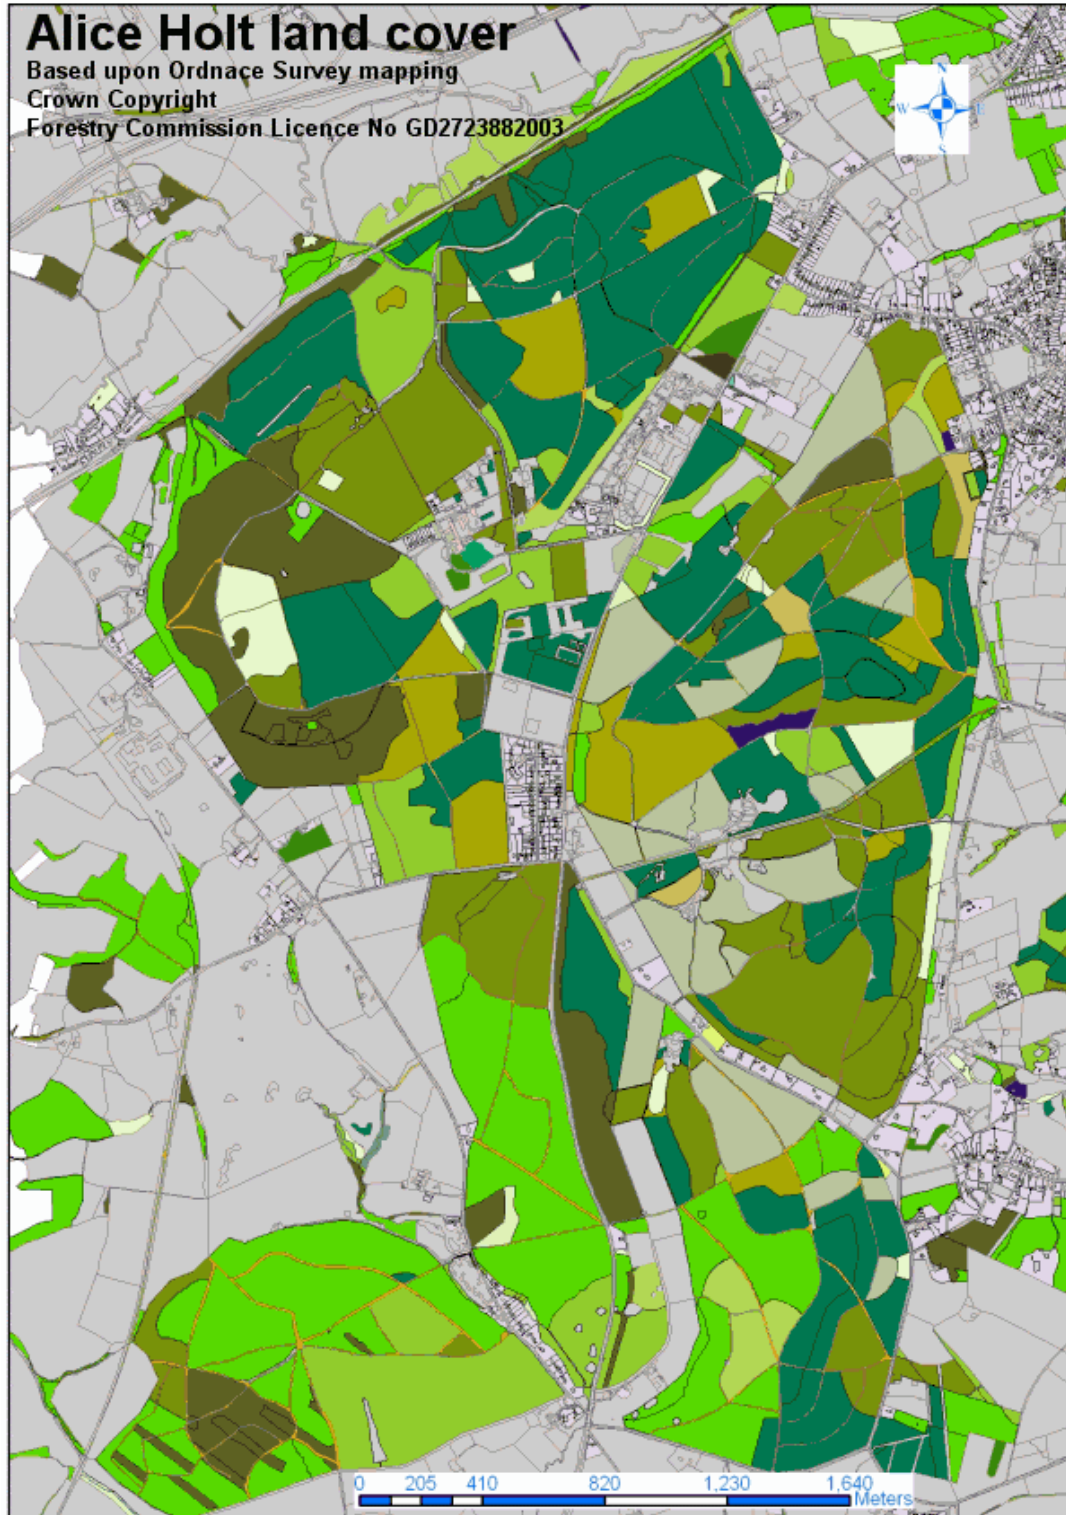 Alice Holt land cover
Based upon Ordnace Survey mapping
Crown Copyright
Forestry Commission Licence No GD2723882003
N
W E
S
0 205 410 820 1,230 1,640
Meters